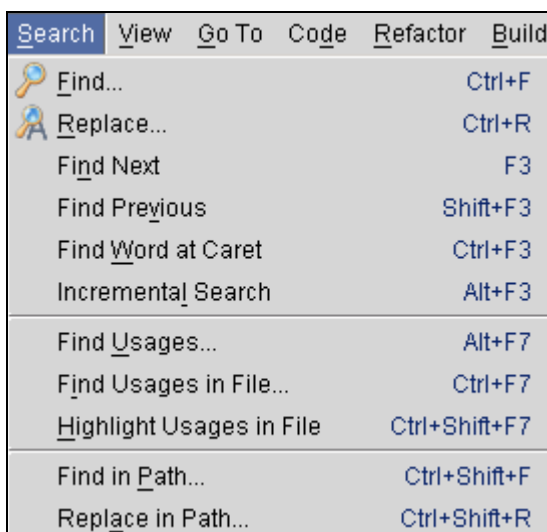 Search View Go To Code Refactor Build
Find... Ctrl+F
Replace... Ctrl+R
Find Next F3
Find Previous Shift+F3
Find Word at Caret Ctrl+F3
Incremental Search Alt+F3
Find Usages... Alt+F7
Find Usages in File... Ctrl+F7
Highlight Usages in File Ctrl+Shift+F7
Find in Path... Ctrl+Shift+F
Replace in Path... Ctrl+Shift+R